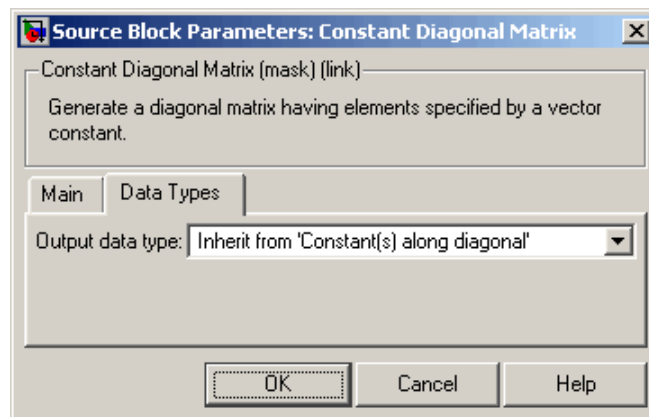 Source Block Parameters: Constant Diagonal Matrix
Constant Diagonal Matrix (mask) (link)
Generate a diagonal matrix having elements specified by a vector
constant.
Main Data Types
Output data type: Inherit from 'Constant(s) along diagonal'
OK Cancel Help